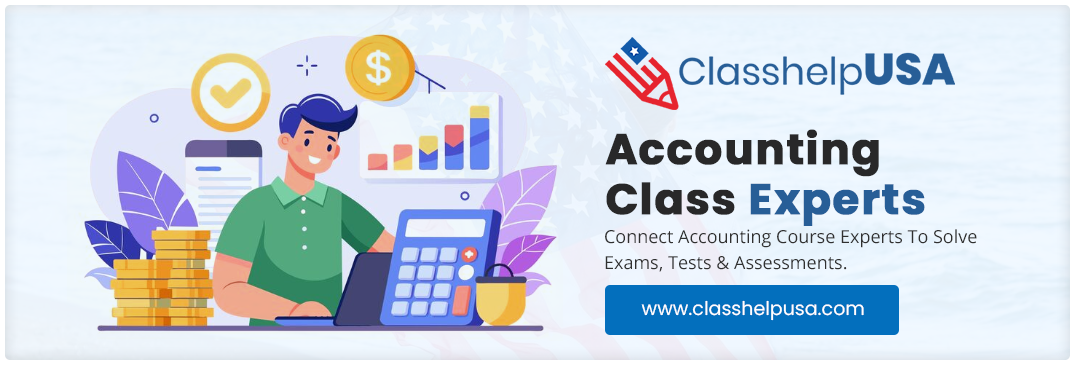 ClasshelpUSA
Accounting
Class Experts
Connect Accounting Course Experts To Solve
Exams, Tests & Assessments.
www.classhelpusa.com
$